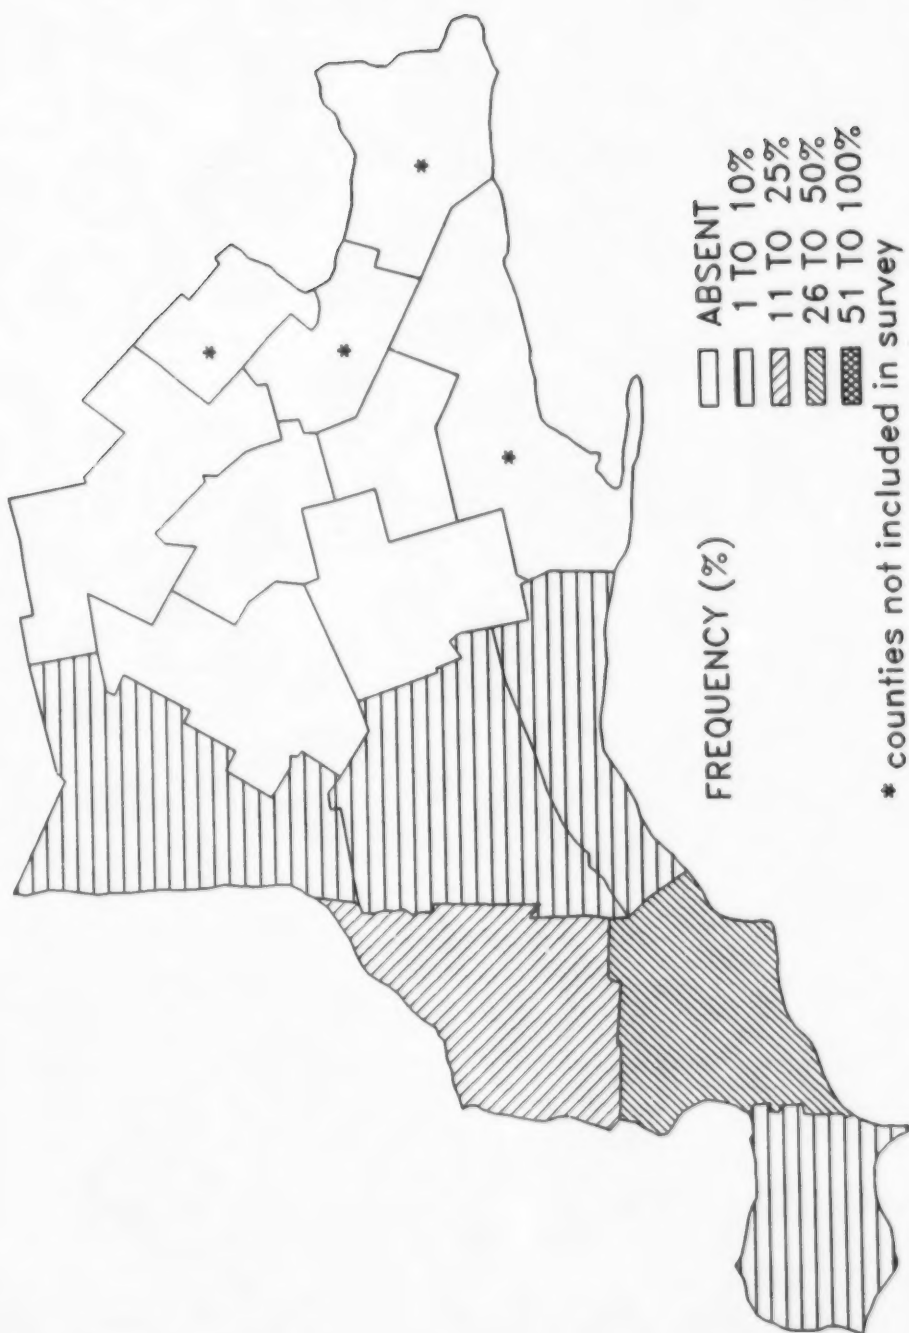 *
*
*
*
FREQUENCY (%)
ABSENT
1 TO 10%
11 TO 25%
26 TO 50%
51 TO 100%
* counties not included in survey